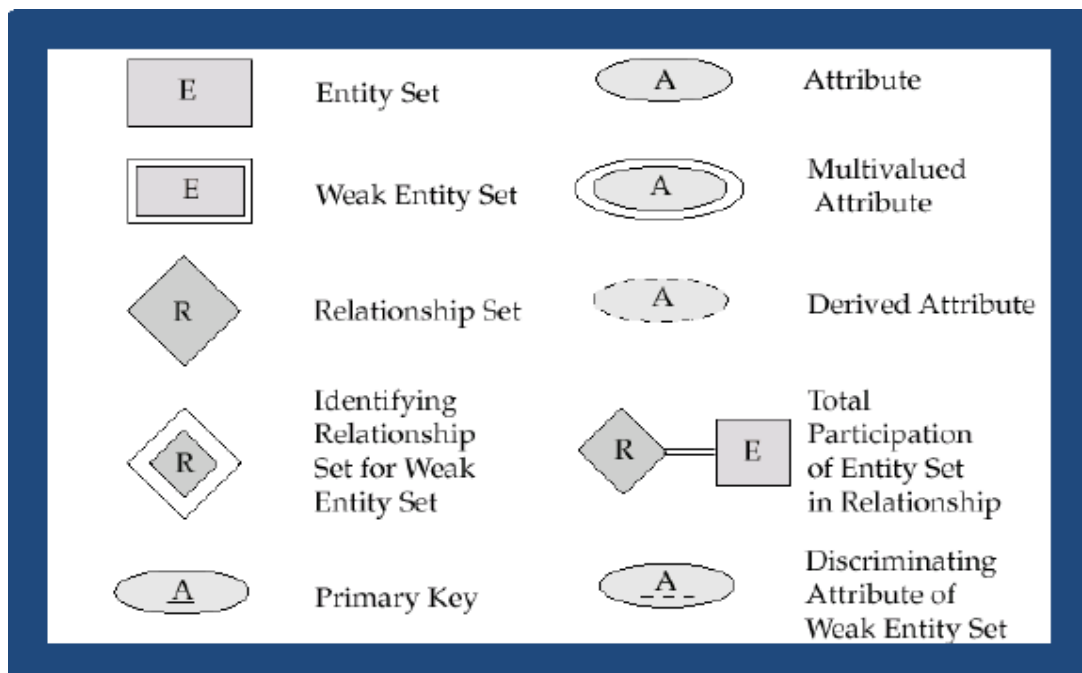 E
Entity Set
A
Attribute
E
Weak Entity Set
A
Multivalued
Attribute
R
Relationship Set
A
Derived Attribute
R
Identifying
Relationship
Set for Weak
Entity Set
R
E
Total
Participation
of Entity Set
in Relationship
A
Primary Key
A
Discriminating
Attribute of
Weak Entity Set